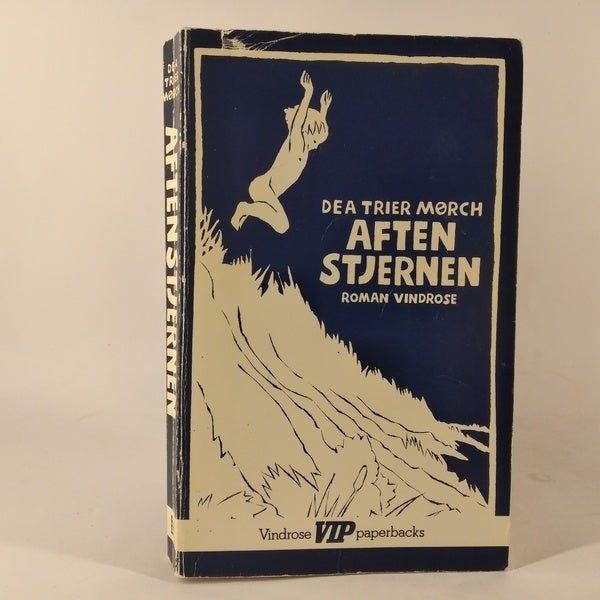 DEA
TRIER
MØRCH
AFTENSTJERNEN
DEA TRIER MØRCH
AFTEN
STJERNEN
ROMAN VINDROSE
Vindrose VIP paperbacks